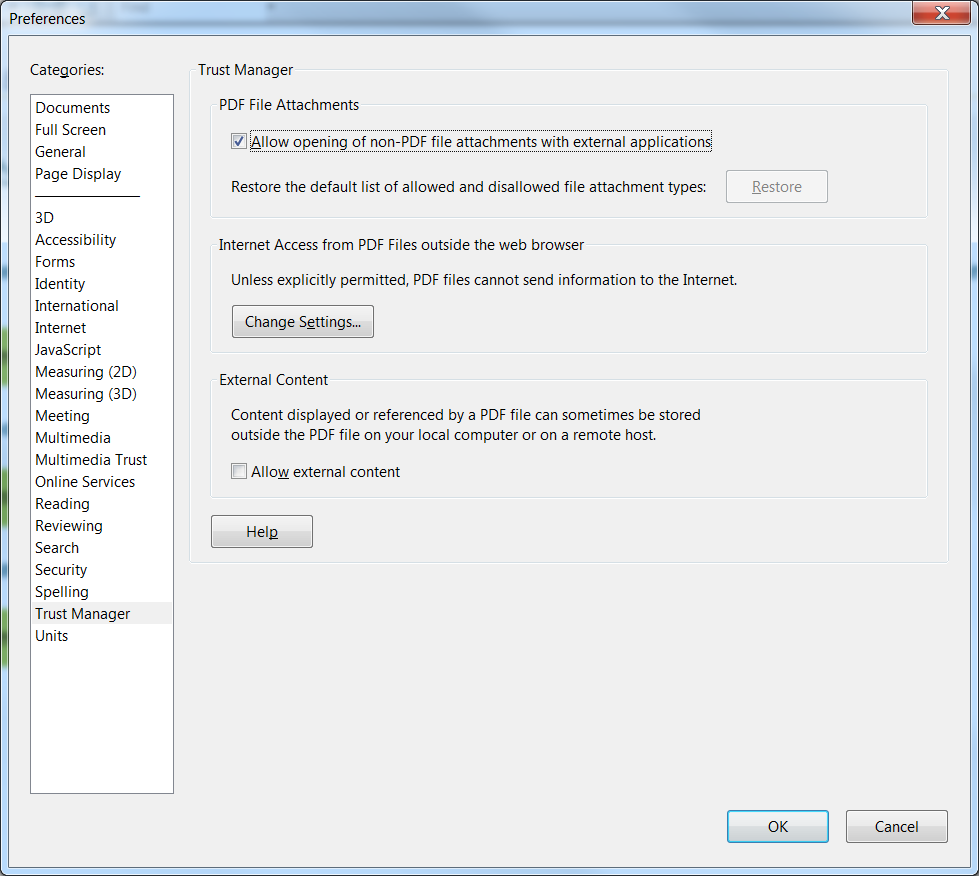 Preferences
Categories:
Documents
Full Screen
General
Page Display
3D
Accessibility
Forms
Identity
International
Internet
JavaScript
Measuring (2D)
Measuring (3D)
Meeting
Multimedia
Multimedia Trust
Online Services
Reading
Reviewing
Search
Security
Spelling
Trust Manager
Units
Trust Manager
PDF File Attachments
Allow opening of non-PDF file attachments with external applications
Restore the default list of allowed and disallowed file attachment types:
Restore
Internet Access from PDF Files outside the web browser
Unless explicitly permitted, PDF files cannot send information to the Internet.
Change Settings...
External Content
Content displayed or referenced by a PDF file can sometimes be stored
outside the PDF file on your local computer or on a remote host.
Allow external content
Help
OK
Cancel